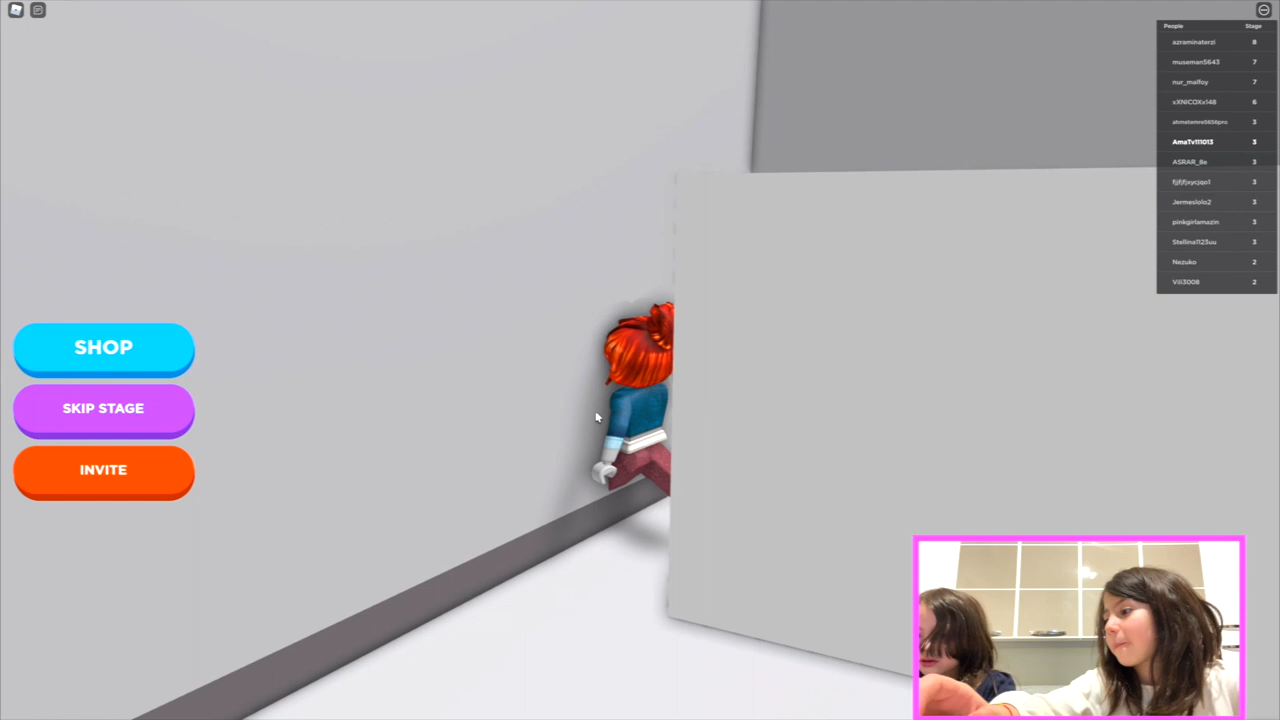 People Stage
azraminaterzi 8
museman5643 7
nur_malfoy 7
xXNICOXx148 6
ahmetemre5656pro 3
AmaTv111013 3
ASRAR_8e 3
Jermeslolo2 3
pinkgirlamazin 3
Stellina1123uu 3
Nezuko 2
Vili3008 2
SHOP
SKIP STAGE
INVITE